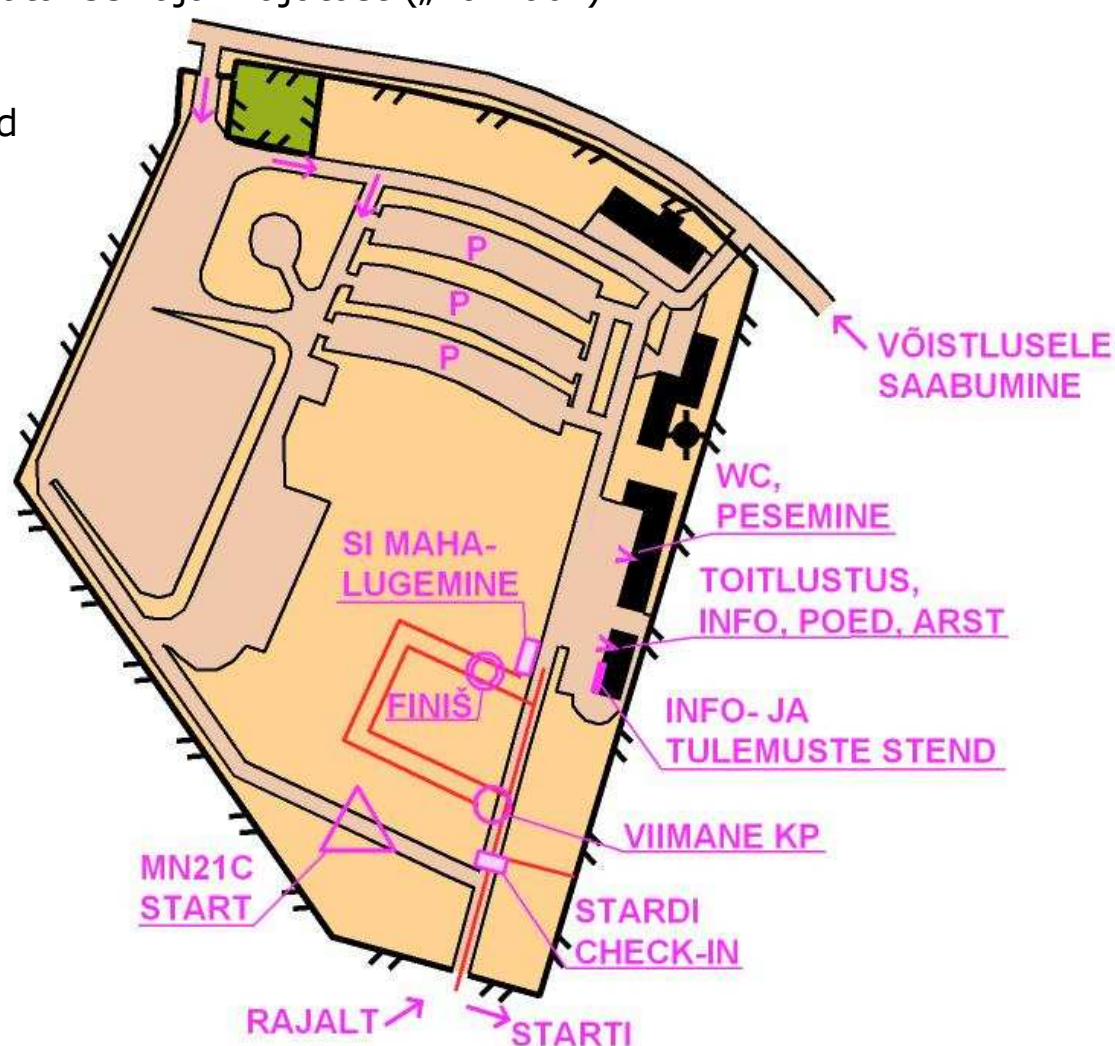 d
P
P
P
VÕISTLUSELE
SAABUMINE
WC,
PESEMINE
SI MAHA-
LUGEMINE
TOITLUSTUS,
INFO, POED, ARST
FINIŠ
INFO- JA
TULEMUSTE STEND
VIIMANE KP
MN21C
START
STARDI
CHECK-IN
RAJALT
STARTI